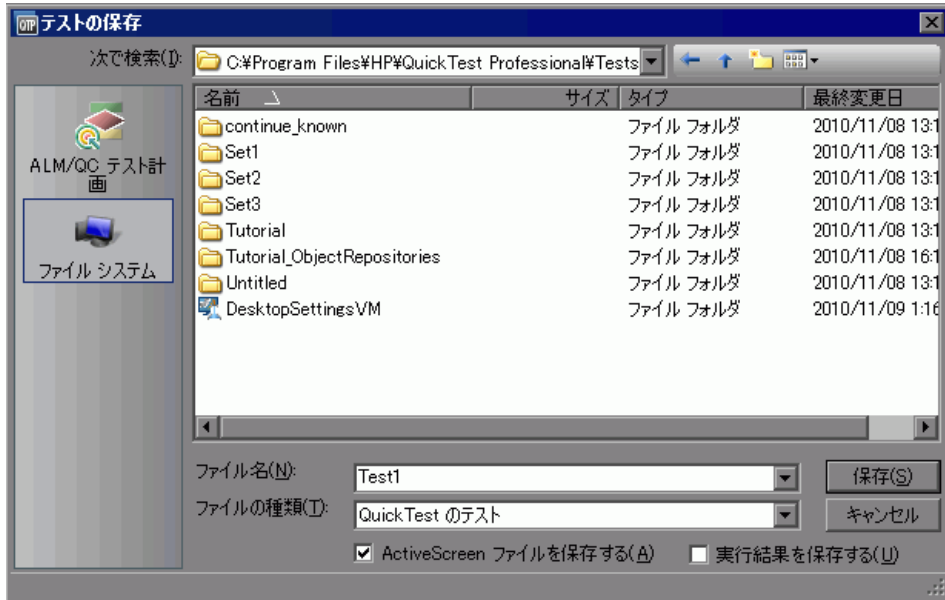 QTP テストの保存
次で検索(I): C:¥Program Files¥HP¥QuickTest Professional¥Tests
名前 サイズ タイプ 最終変更日
continue_known ファイル フォルダ 2010/11/08 13:1
Set1 ファイル フォルダ 2010/11/08 13:1
Set2 ファイル フォルダ 2010/11/08 13:1
Set3 ファイル フォルダ 2010/11/08 13:1
Tutorial ファイル フォルダ 2010/11/08 13:1
Tutorial_ObjectRepositories ファイル フォルダ 2010/11/08 16:1
Untitled ファイル フォルダ 2010/11/08 13:1
DesktopSettingsVM ファイル フォルダ 2010/11/09 1:16
ALM/QC テスト計
画
ファイル システム
ファイル名(N): Test1 保存(S)
ファイルの種類(T): QuickTest のテスト キャンセル
ActiveScreen ファイルを保存する(A) 実行結果を保存する(U)